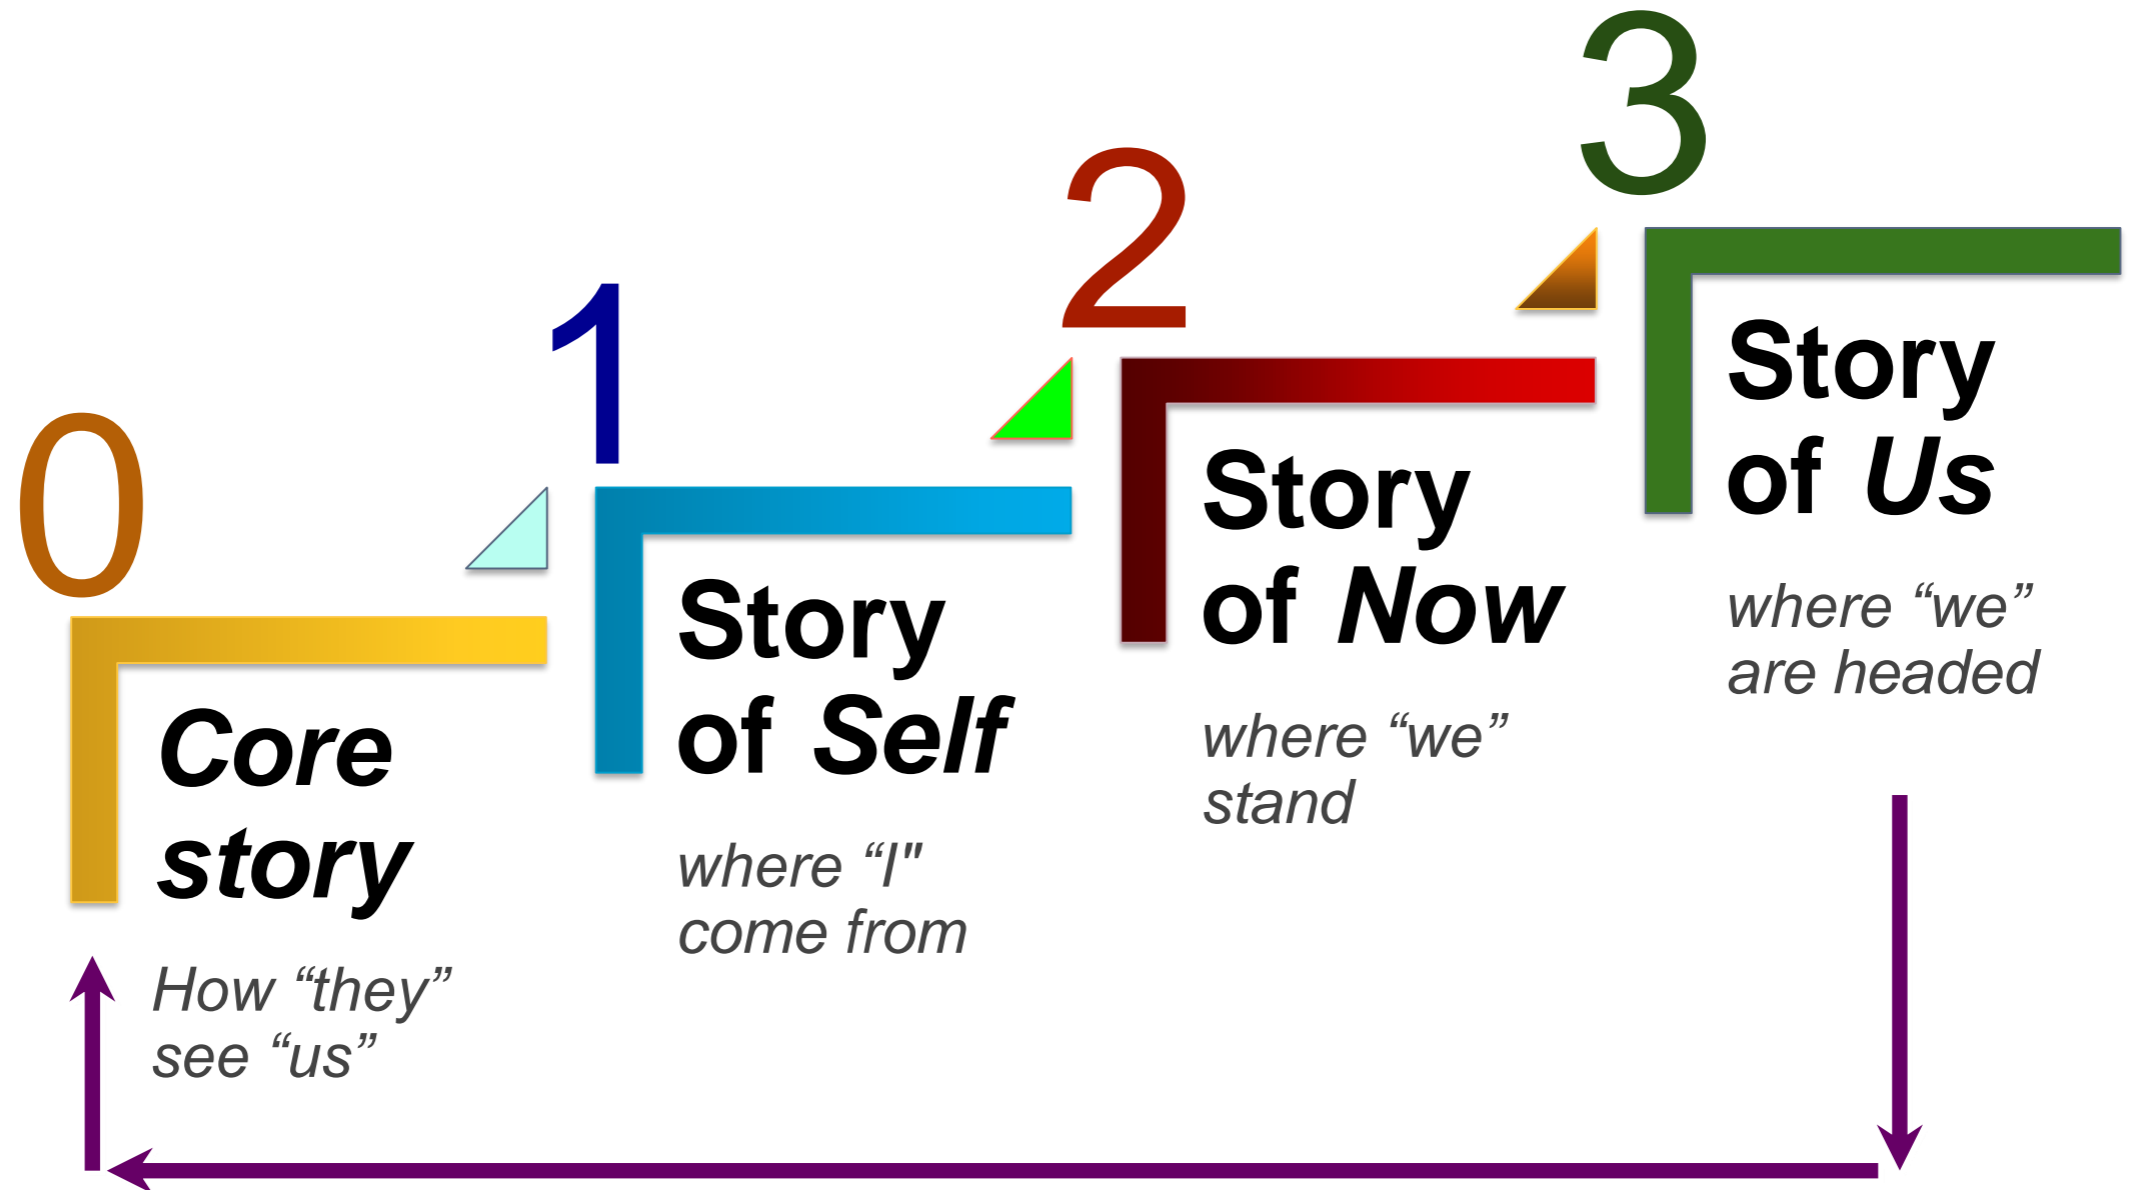 0
Core
story
How “they”
see “us”
1
Story
of Self
where “I"
come from
2
Story
of Now
where “we”
stand
3
Story
of Us
where “we”
are headed